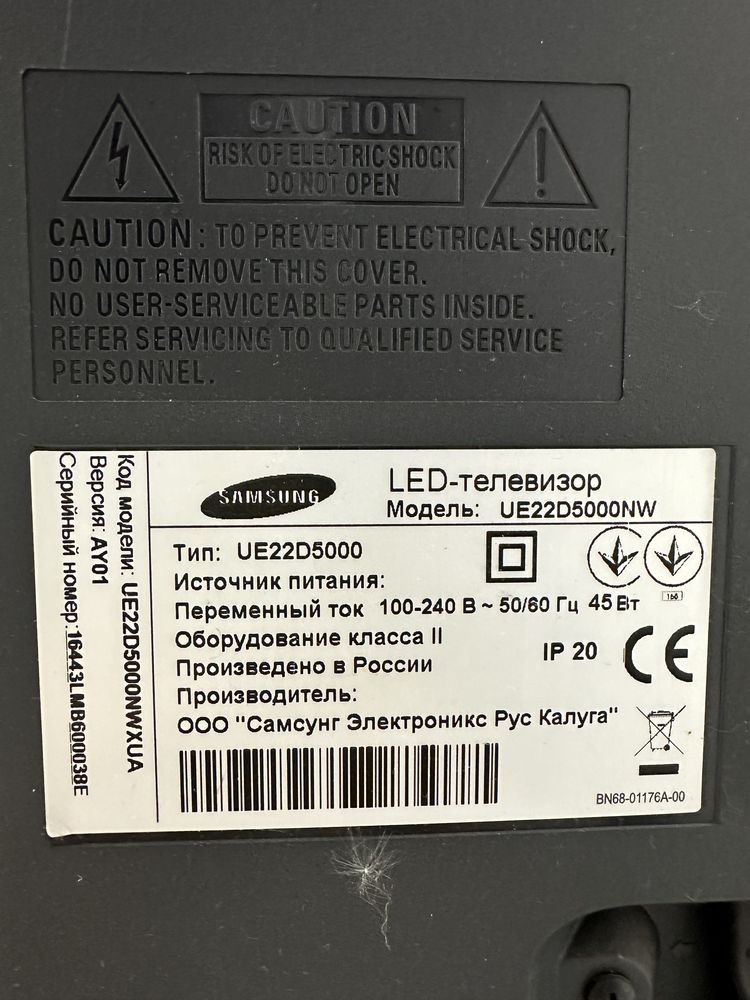 CAUTION
RISK OF ELECTRIC SHOCK
DO NOT OPEN
CAUTION: TO PREVENT ELECTRICAL SHOCK,
DO NOT REMOVE THIS COVER.
NO USER-SERVICEABLE PARTS INSIDE.
REFER SERVICING TO QUALIFIED SERVICE
PERSONNEL.
Код модели: UE22D5000NWXUA
Версия: AY01
Серийный номер:16443LMB600038E
SAMSUNG
LED-телевизор
Модель: UE22D5000NW
Тип: UE22D5000
Источник питания:
Переменный ток 100-240 В ~ 50/60 Гц 45 Вт
Оборудование класса II
Произведено в России
Производитель:
ООО "Самсунг Электроникс Рус Калуга"
IP 20
CE
BN68-01176A-00